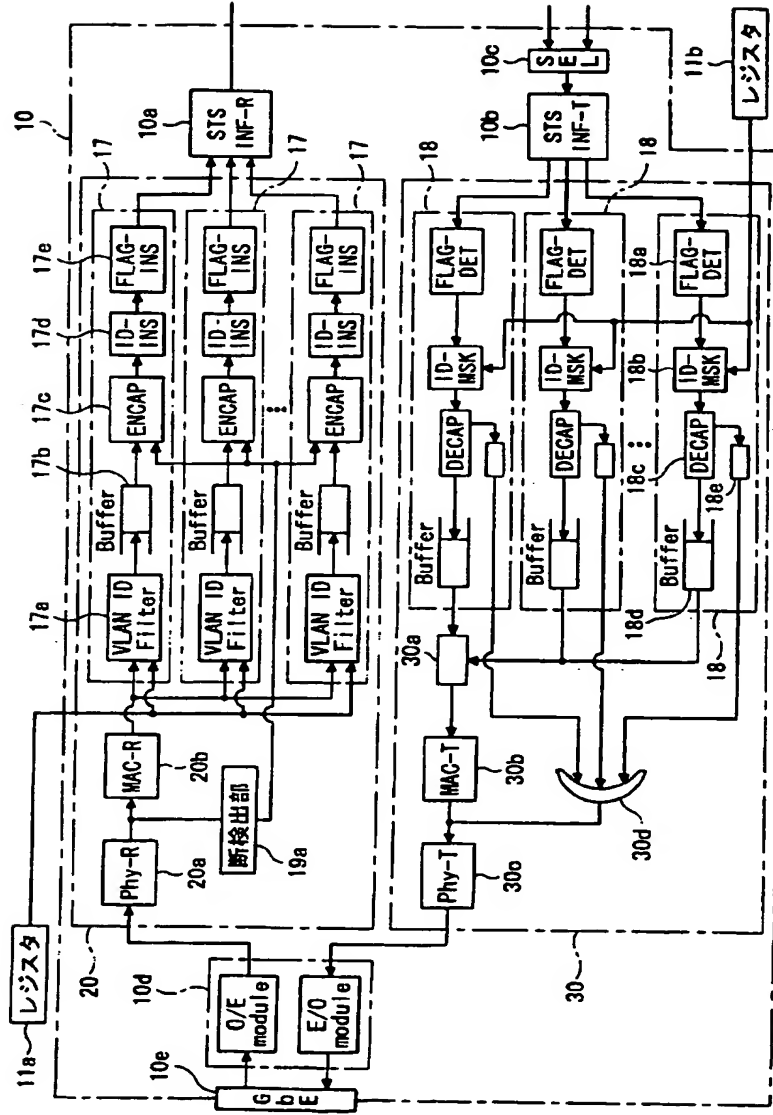 11a
レジスタ
10
20
Phy-R
20a
MAC-R
20b
断検出部
19a
17
17
17
17a
VLAN ID
Filter
Buffer
17b
17c
ENCAP
17d
ID-
INS
17e
FLAG-
INS
VLAN ID
Filter
Buffer
ENCAP
ID-
INS
FLAG-
INS
VLAN ID
Filter
Buffer
ENCAP
ID-
INS
FLAG-
INS
10a
STS
INF-R
10e
GbE
10d
O/E
module
E/O
module
30
Phy-T
30c
MAC-T
30b
30a
30d
18
18
18
Buffer
DECAP
ID-
MSK
FLAG-
DET
Buffer
DECAP
ID-
MSK
FLAG-
DET
Buffer
18d
DECAP
18c
18e
ID-
MSK
18b
FLAG-
DET
18a
10b
STS
INF-T
10c
SEL
11b
レジスタ